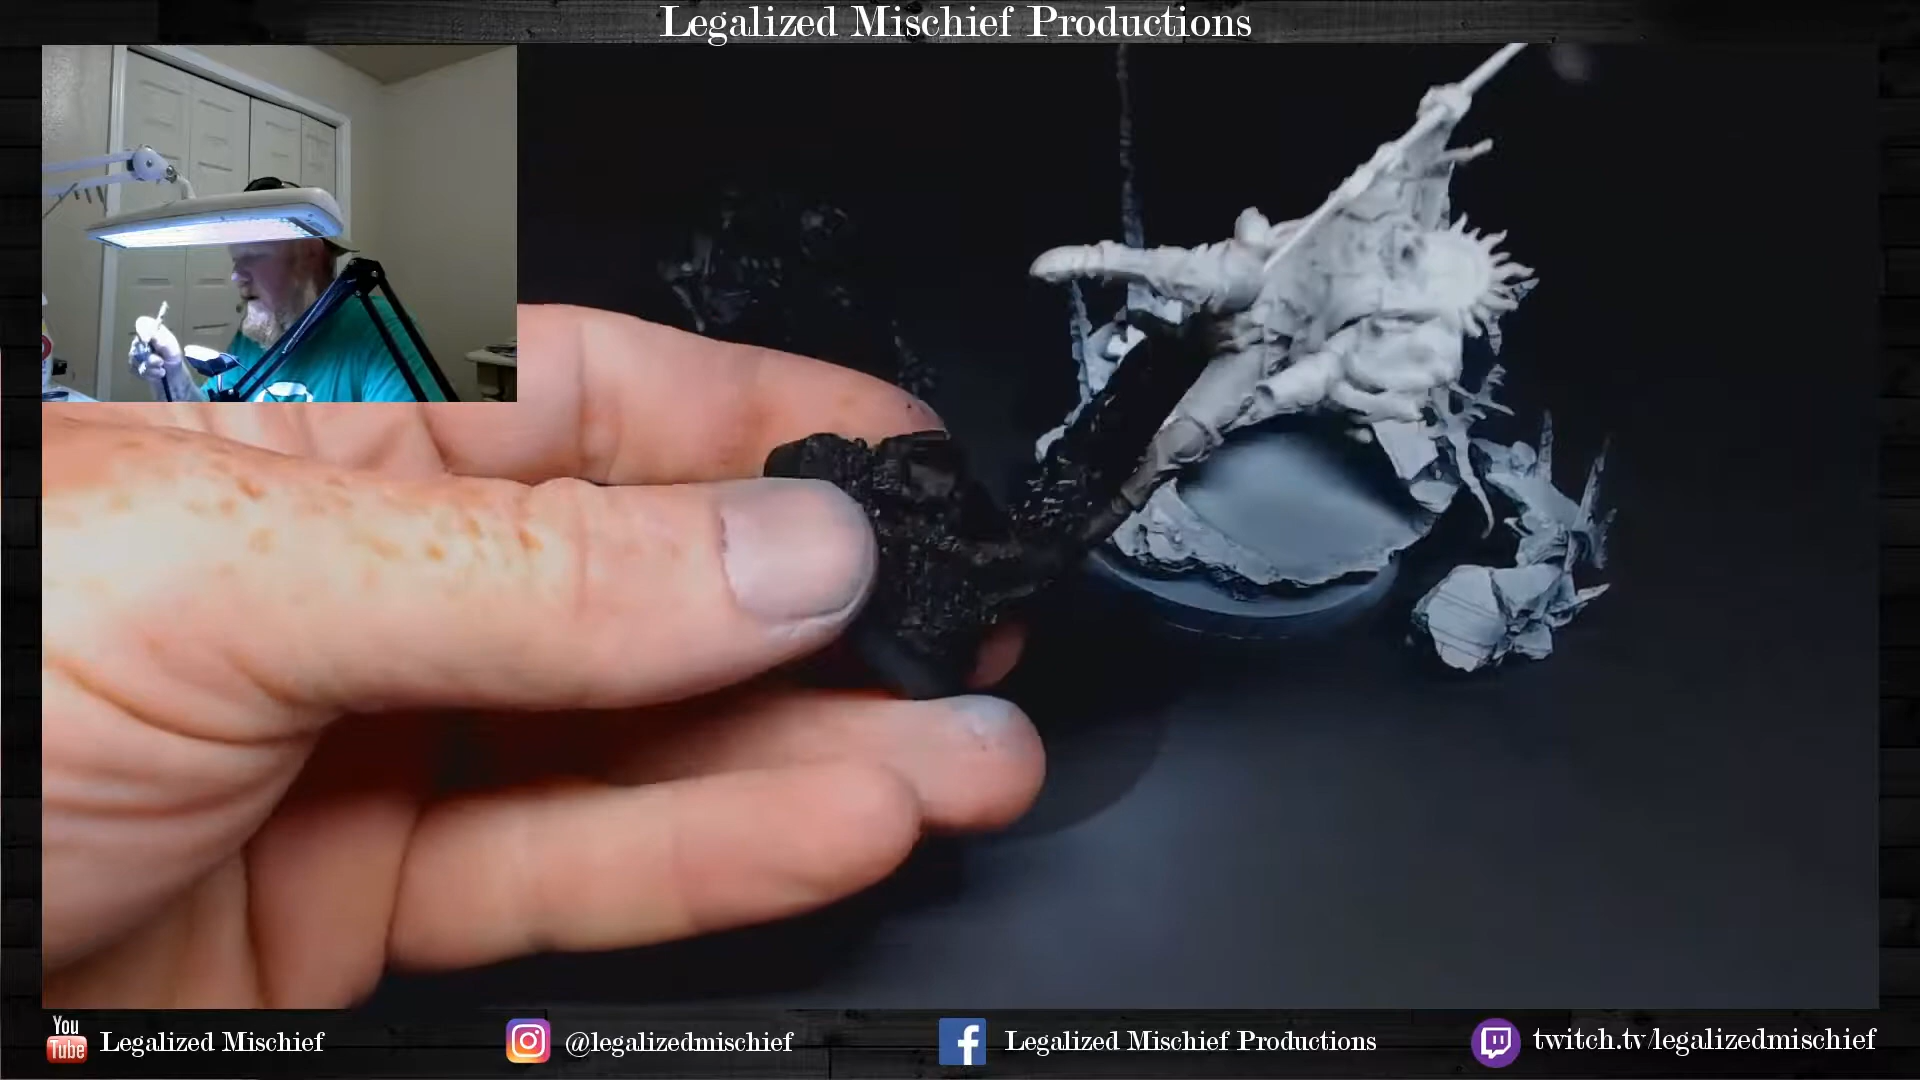 Legalized Mischief Productions
You
Tube
Legalized Mischief
@legalizedmischief
Legalized Mischief Productions
twitch.tv/legalizedmischief